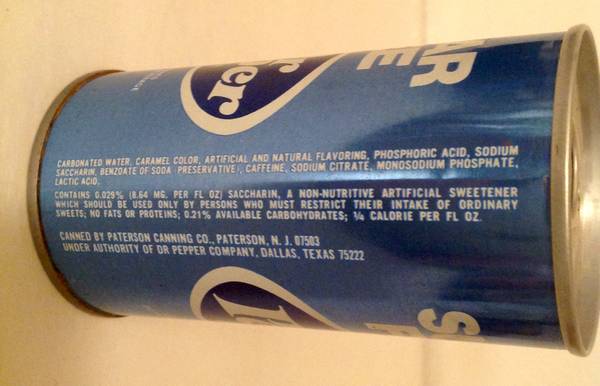 AR
E
r
er
CARBONATED WATER, CARAMEL COLOR, ARTIFICIAL AND NATURAL FLAVORING, PHOSPHORIC ACID, SODIUM
SACCHARIN, BENZOATE OF SODA (PRESERVATIVE), CAFFEINE, SODIUM CITRATE, MONOSODIUM PHOSPHATE,
LACTIC ACID.
CONTAINS 0.029% (8.64 MG. PER FL OZ) SACCHARIN, A NON-NUTRITIVE ARTIFICIAL SWEETENER
WHICH SHOULD BE USED ONLY BY PERSONS WHO MUST RESTRICT THEIR INTAKE OF ORDINARY
SWEETS; NO FATS OR PROTEINS; 0.21% AVAILABLE CARBOHYDRATES; ¼ CALORIE PER FL OZ.
CANNED BY PATERSON CANNING CO., PATERSON, N. J. 07503
UNDER AUTHORITY OF DR PEPPER COMPANY, DALLAS, TEXAS 75222
S
F